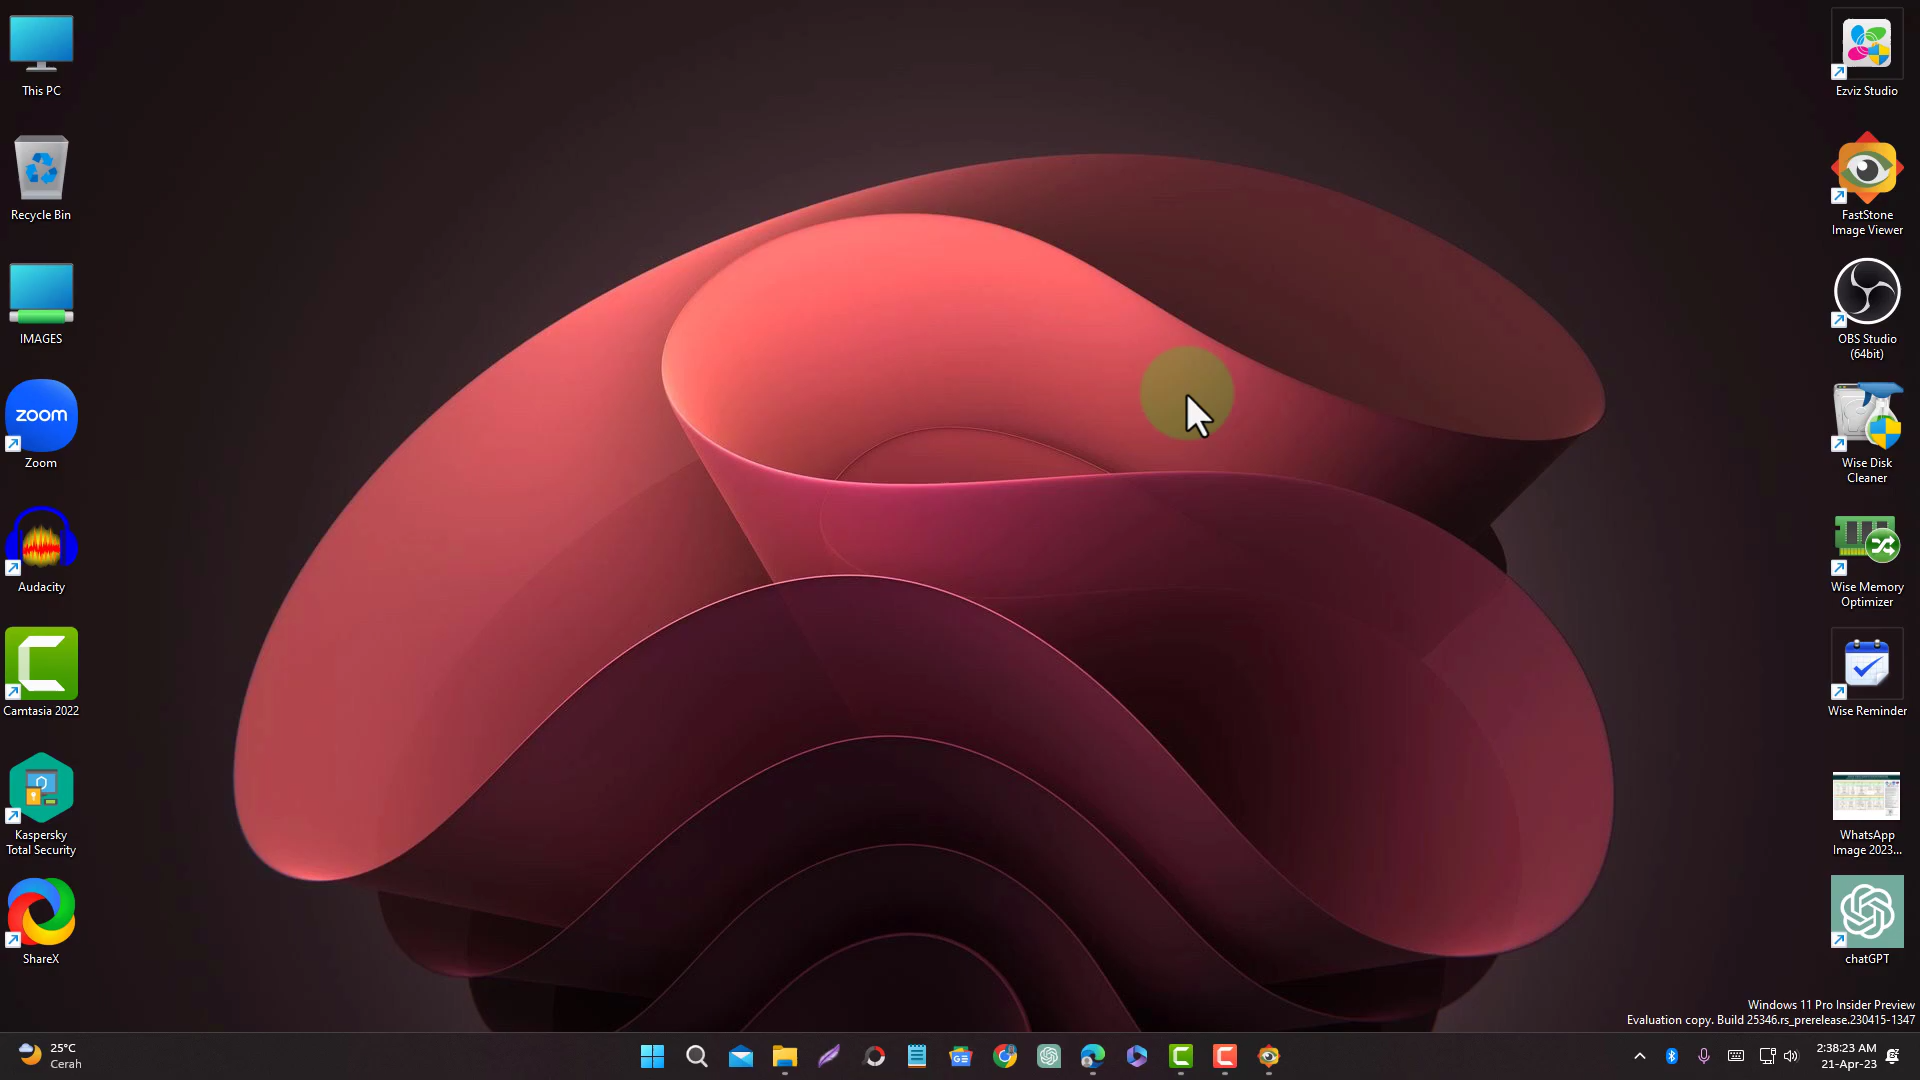 This PC
Recycle Bin
IMAGES
zoom
Zoom
Audacity
Camtasia 2022
Kaspersky
Total Security
ShareX
Ezviz Studio
FastStone
Image Viewer
OBS Studio
(64bit)
Wise Disk
Cleaner
Wise Memory
Optimizer
Wise Reminder
WhatsApp
Image 2023...
chatGPT
Windows 11 Pro Insider Preview
Evaluation copy. Build 25346.rs_prerelease.230415-1347
25°C
Cerah
GE
2:38:23 AM
21-Apr-23